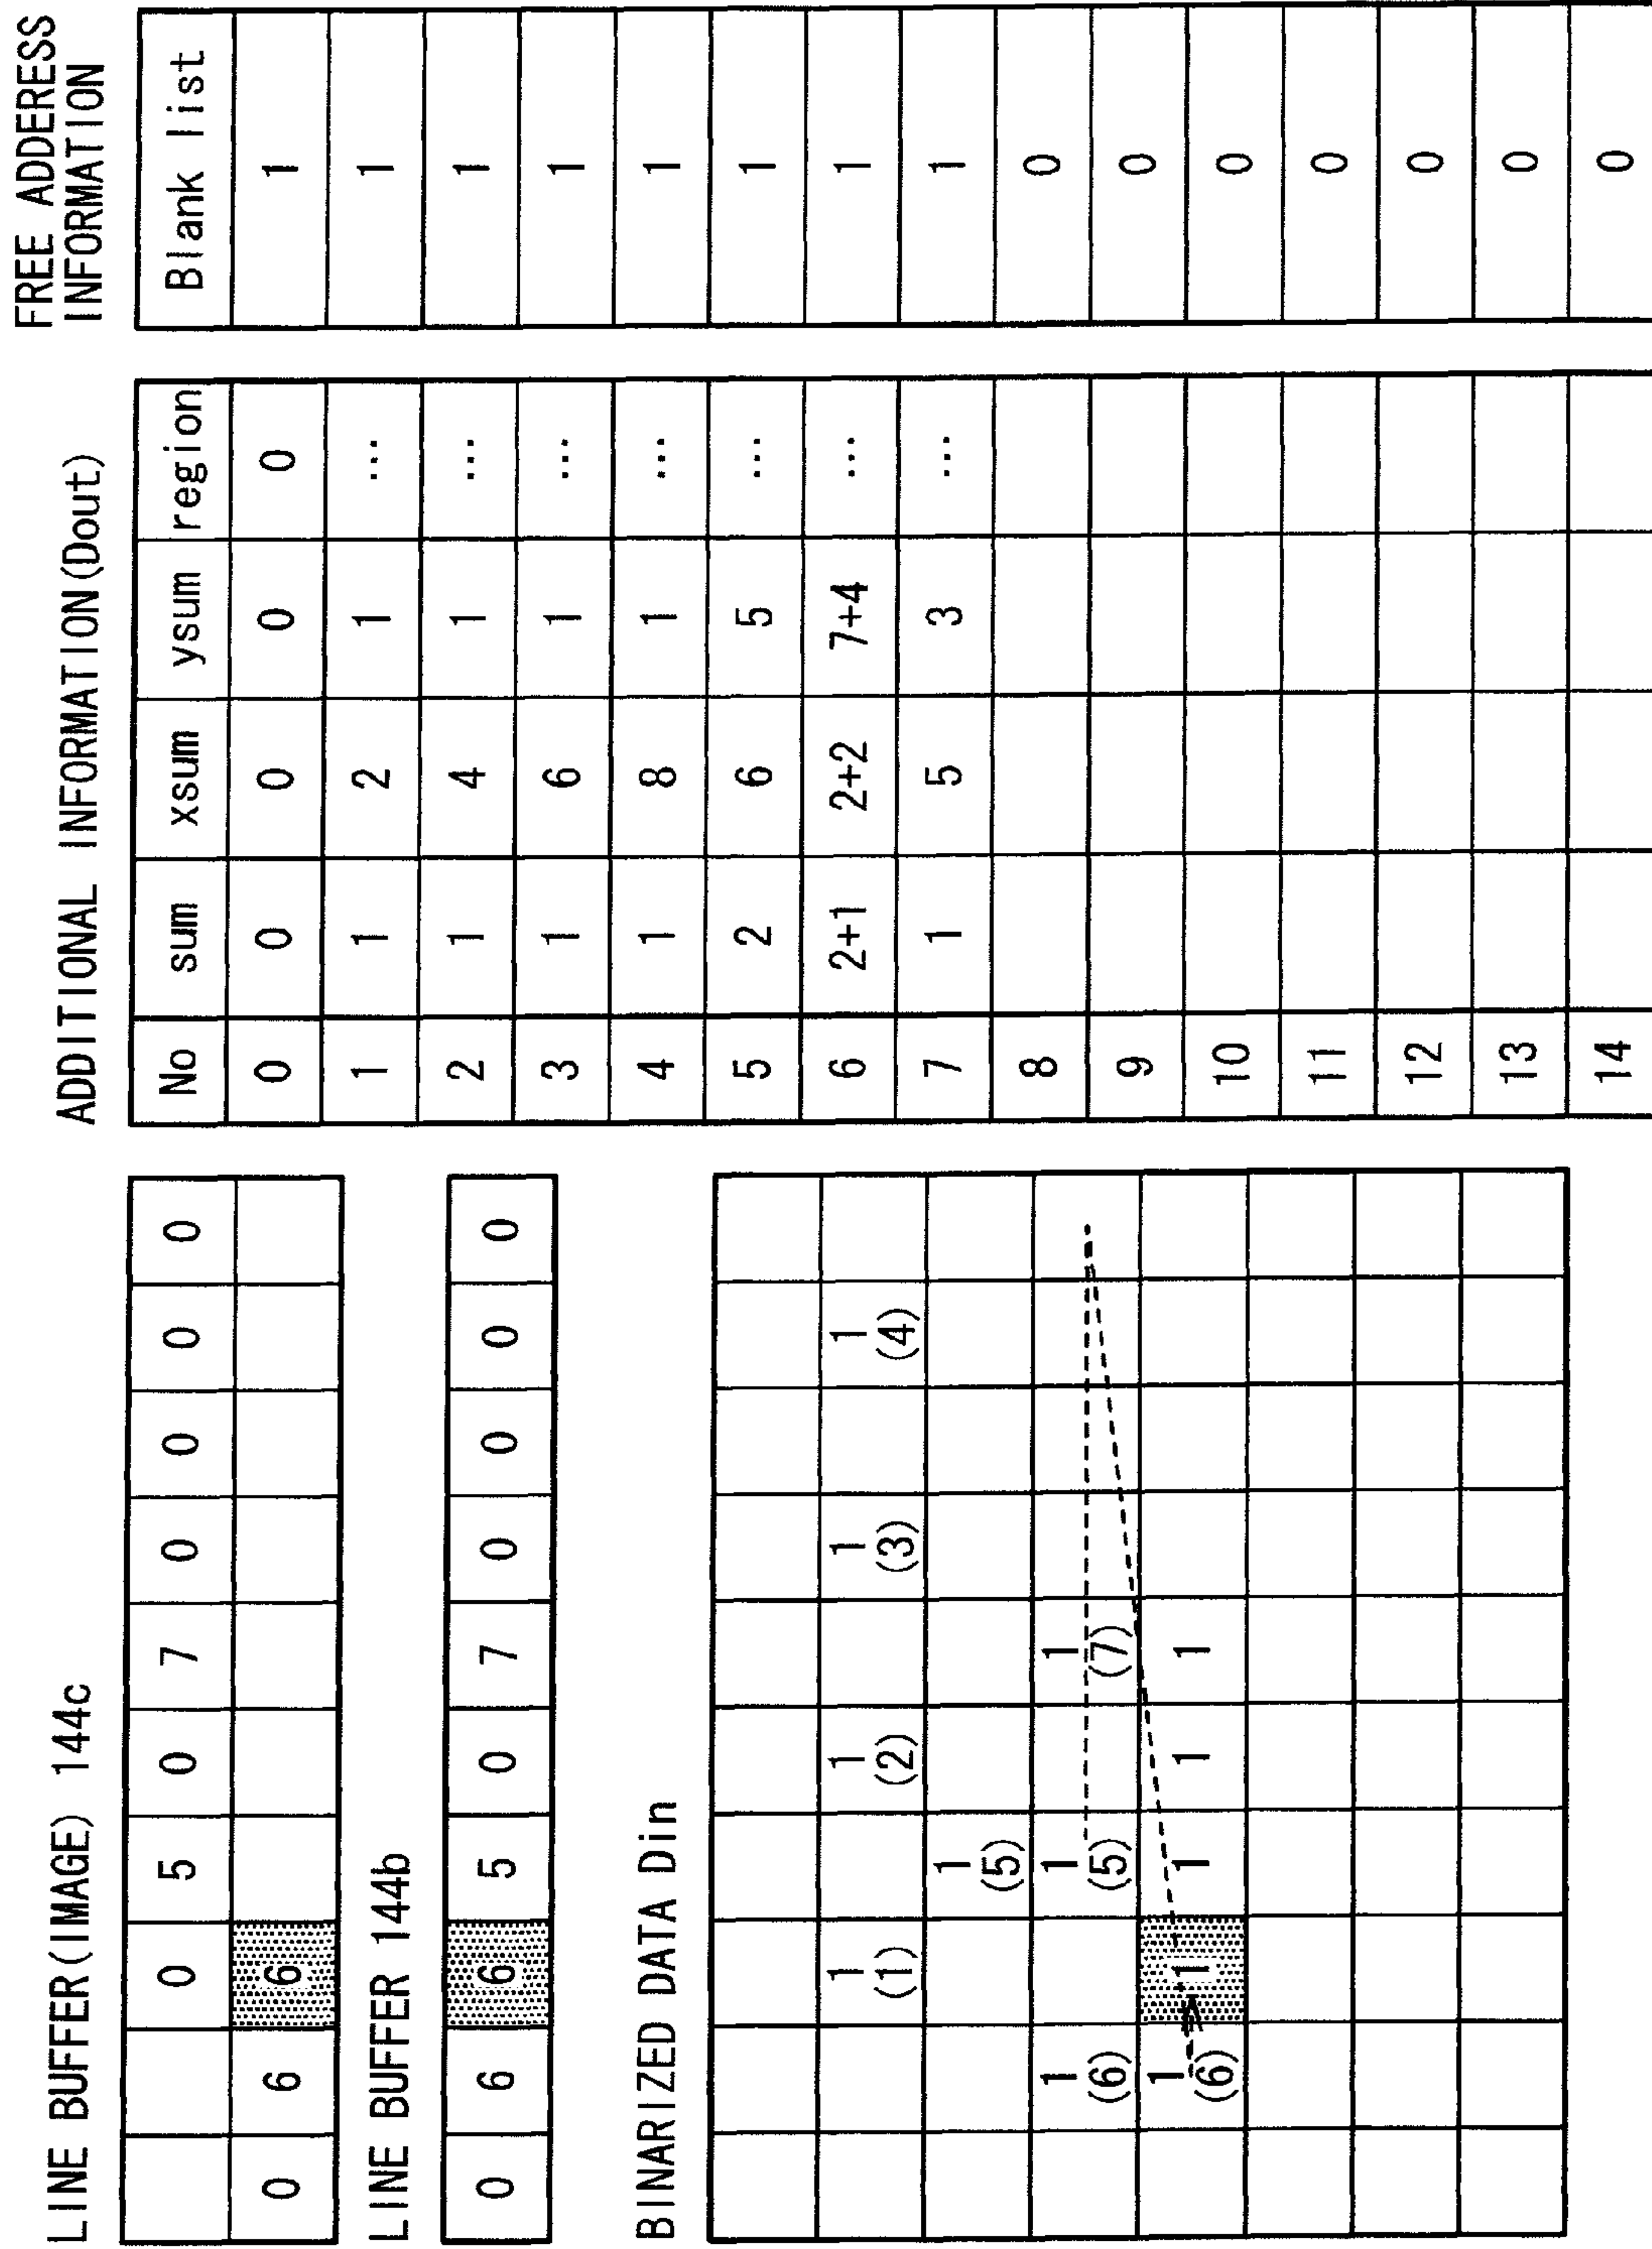 LINE BUFFER(IMAGE) 144c
0 5 0 7 0 0 0 0
0 6 6
LINE BUFFER 144b
0 6 6 5 0 7 0 0 0 0
BINARIZED DATA Din
1 1 1 1
(1) (2) (3) (4)
1
(5)
1 1 1
(6) (5) (7)
1 1 1 1 1
(6)
ADDITIONAL INFORMATION(Dout)
No sum xsum ysum region
0 0 0 0 0
1 1 2 1 ...
2 1 4 1 ...
3 1 6 1 ...
4 1 8 1 ...
5 2 6 5 ...
6 2+1 2+2 7+4 ...
7 1 5 3 ...
8
9
10
11
12
13
14
FREE ADDERESS
INFORMATION
Blank list
1
1
1
1
1
1
1
1
0
0
0
0
0
0
0